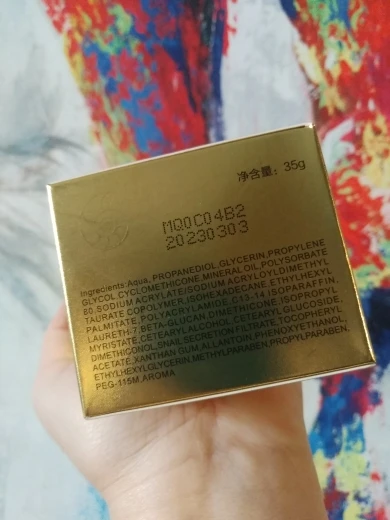 净含量：35g
MQ0C04B2
20230303
Ingredients:Aqua, PROPANEDIOL,GLYCERIN,PROPYLENE
GLYCOL,CYCLOMETHICONE,MINERAL OIL,POLYSORBATE
80,SODIUM ACRYLATE/SODIUM ACRYLOYLDIMETHYL
TAURATE COPOLYMER,ISOHEXADECANE,ETHYLHEXYL
PALMITATE,POLYACRYLAMIDE,C13-14 ISOPARAFFIN,
LAURETH-7,BETA-GLUCAN,DIMETHICONE,ISOPROPYL
MYRISTATE,CETEARYL ALCOHOL,CETEARYL GLUCOSIDE,
DIMETHICONOL,SNAIL SECRETION FILTRATE,TOCOPHERYL
ACETATE,XANTHAN GUM,ALLANTOIN,PHENOXYETHANOL,
ETHYLHEXYLGLYCERIN,METHYLPARABEN,PROPYLPARABEN,
PEG-115M,AROMA